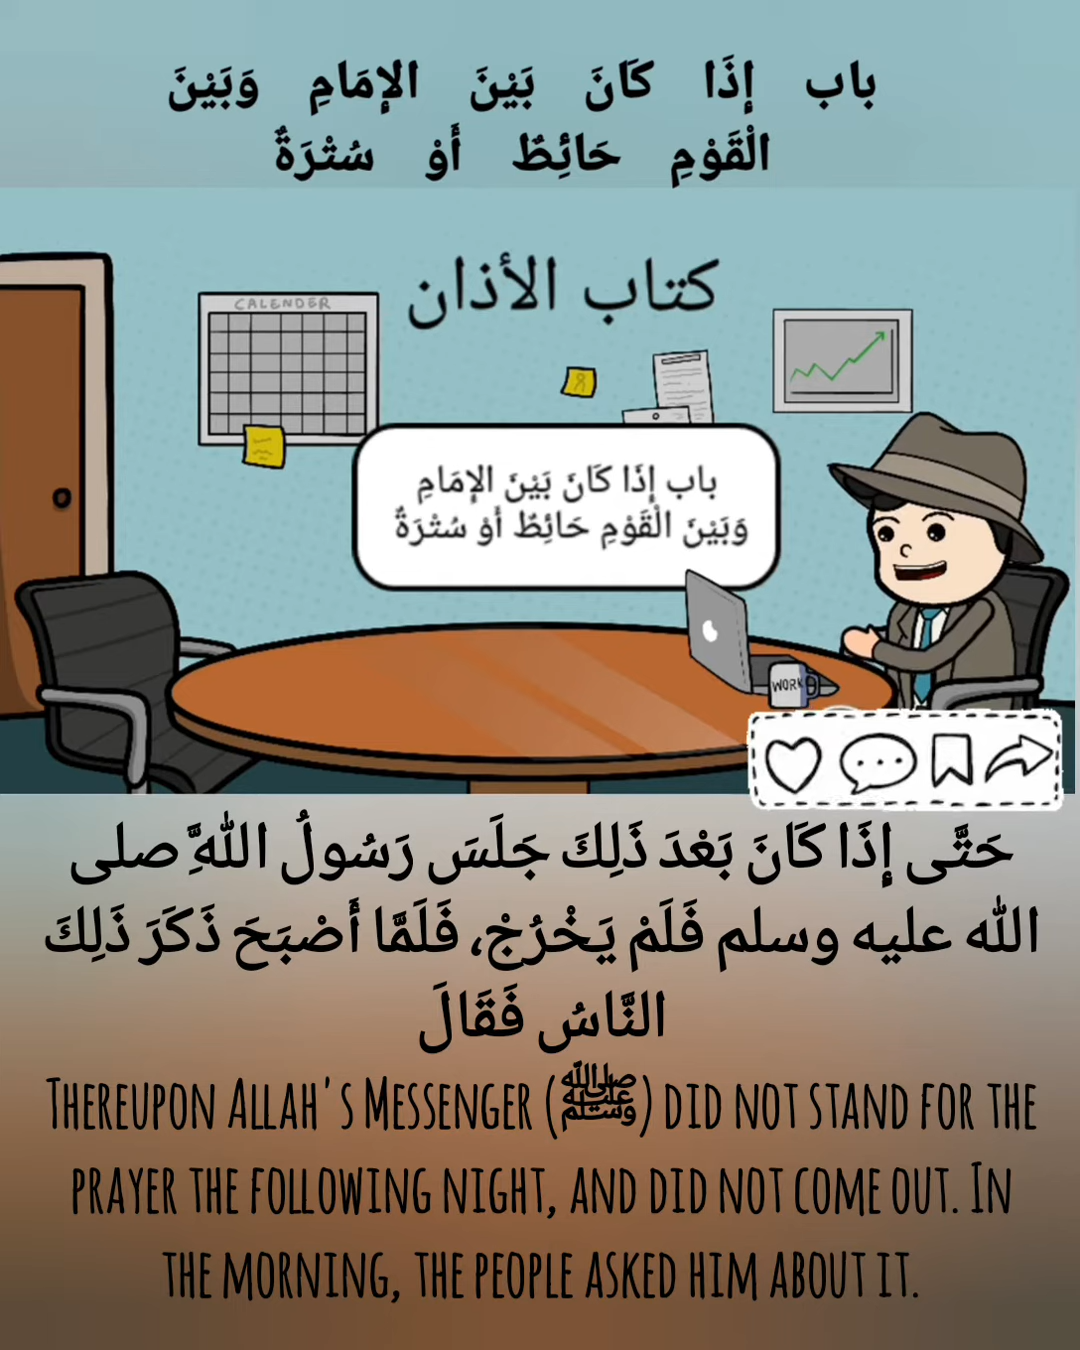 باب إِذَا كَانَ بَيْنَ الإِمَامِ وَبَيْنَ
الْقَوْمِ حَائِطٌ أَوْ سُتْرَةٌ
كتاب الأذان
CALENDER
باب إِذَا كَانَ بَيْنَ الإِمَامِ
وَبَيْنَ الْقَوْمِ حَائِطٌ أَوْ سُتْرَةٌ
WORK
حَتَّى إِذَا كَانَ بَعْدَ ذَلِكَ جَلَسَ رَسُولُ اللَّهِ صلى
الله عليه وسلم فَلَمْ يَخْرُجْ، فَلَمَّا أَصْبَحَ ذَكَرَ ذَلِكَ
النَّاسُ فَقَالَ
Thereupon Allah's Messenger (ﷺ) did not stand for the
prayer the following night, and did not come out. In
the morning, the people asked him about it.